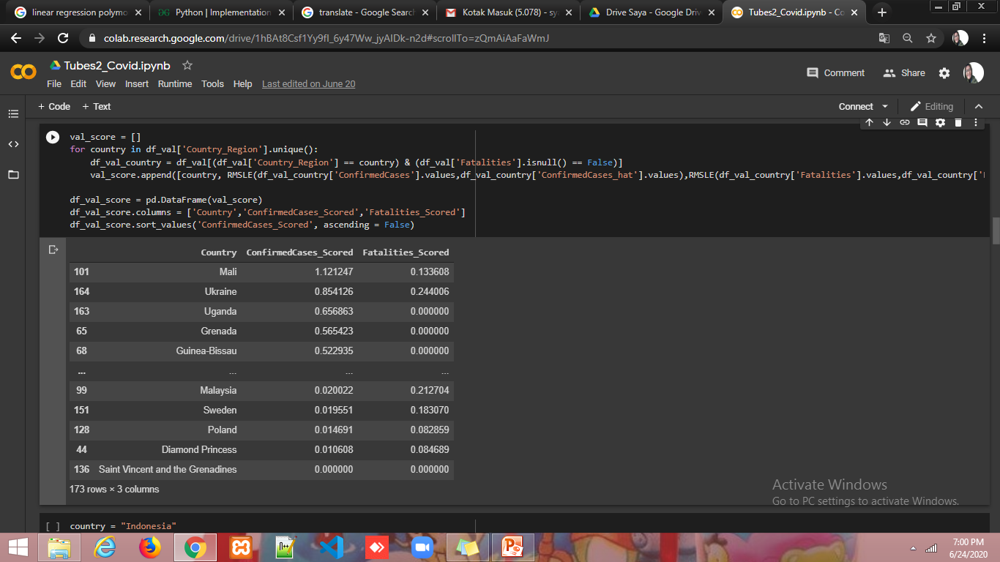 linear regression polymo
Python | Implementation
translate - Google Search
Kotak Masuk (5.078) - sy
Drive Saya - Google Driv
Tubes2_Covid.ipynb - Co
colab.research.google.com/drive/
Tubes2_Covid.ipynb
File Edit View Insert Runtime Tools Help Last edited on June 20
Comment Share
+ Code + Text
Connect Editing
val_score = []
for country in df_val['Country_Region'].unique():
df_val_country = df_val[(df_val['Country_Region'] == country) & (df_val['Fatalities'].isnull() == False)]
val_score.append([country, RMSLE(df_val_country['ConfirmedCases'].values,df_val_country['ConfirmedCases_hat'].values),RMSLE(df_val_country['Fatalities'].values,df_val_country['
df_val_score = pd.DataFrame(val_score)
df_val_score.columns = ['Country','ConfirmedCases_Scored','Fatalities_Scored']
df_val_score.sort_values('ConfirmedCases_Scored', ascending = False)
Country ConfirmedCases_Scored Fatalities_Scored
101 Mali 1.121247 0.133608
164 Ukraine 0.854126 0.244006
163 Uganda 0.656863 0.000000
65 Grenada 0.565423 0.000000
68 Guinea-Bissau 0.522935 0.000000
... ... ... ...
99 Malaysia 0.020022 0.212704
151 Sweden 0.019551 0.183070
128 Poland 0.014691 0.082859
44 Diamond Princess 0.010608 0.084689
136 Saint Vincent and the Grenadines 0.000000 0.000000
173 rows × 3 columns
Activate Windows
Go to PC settings to activate Windows.
[ ] country = "Indonesia"
7:00 PM
6/24/2020